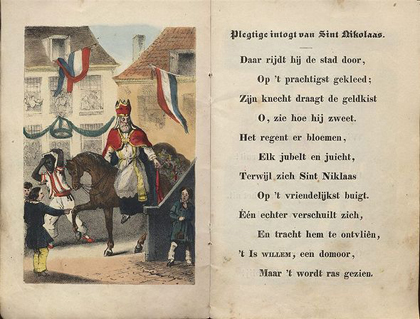 Plegtige intogt van Sint Nikolaas.
Daar rijdt hij de stad door,
Op 't prachtigst gekleed;
Zijn knecht draagt de geldkist
O, zie hoe hij zweet.
Het regent er bloemen,
Elk jubelt en juicht,
Terwijl zich Sint Niklaas
Op 't vriendelijkst buigt.
Één echter verschuilt zich,
En tracht hem te ontvliên,
't Is WILLEM, een domoor,
Maar 't wordt ras gezien.